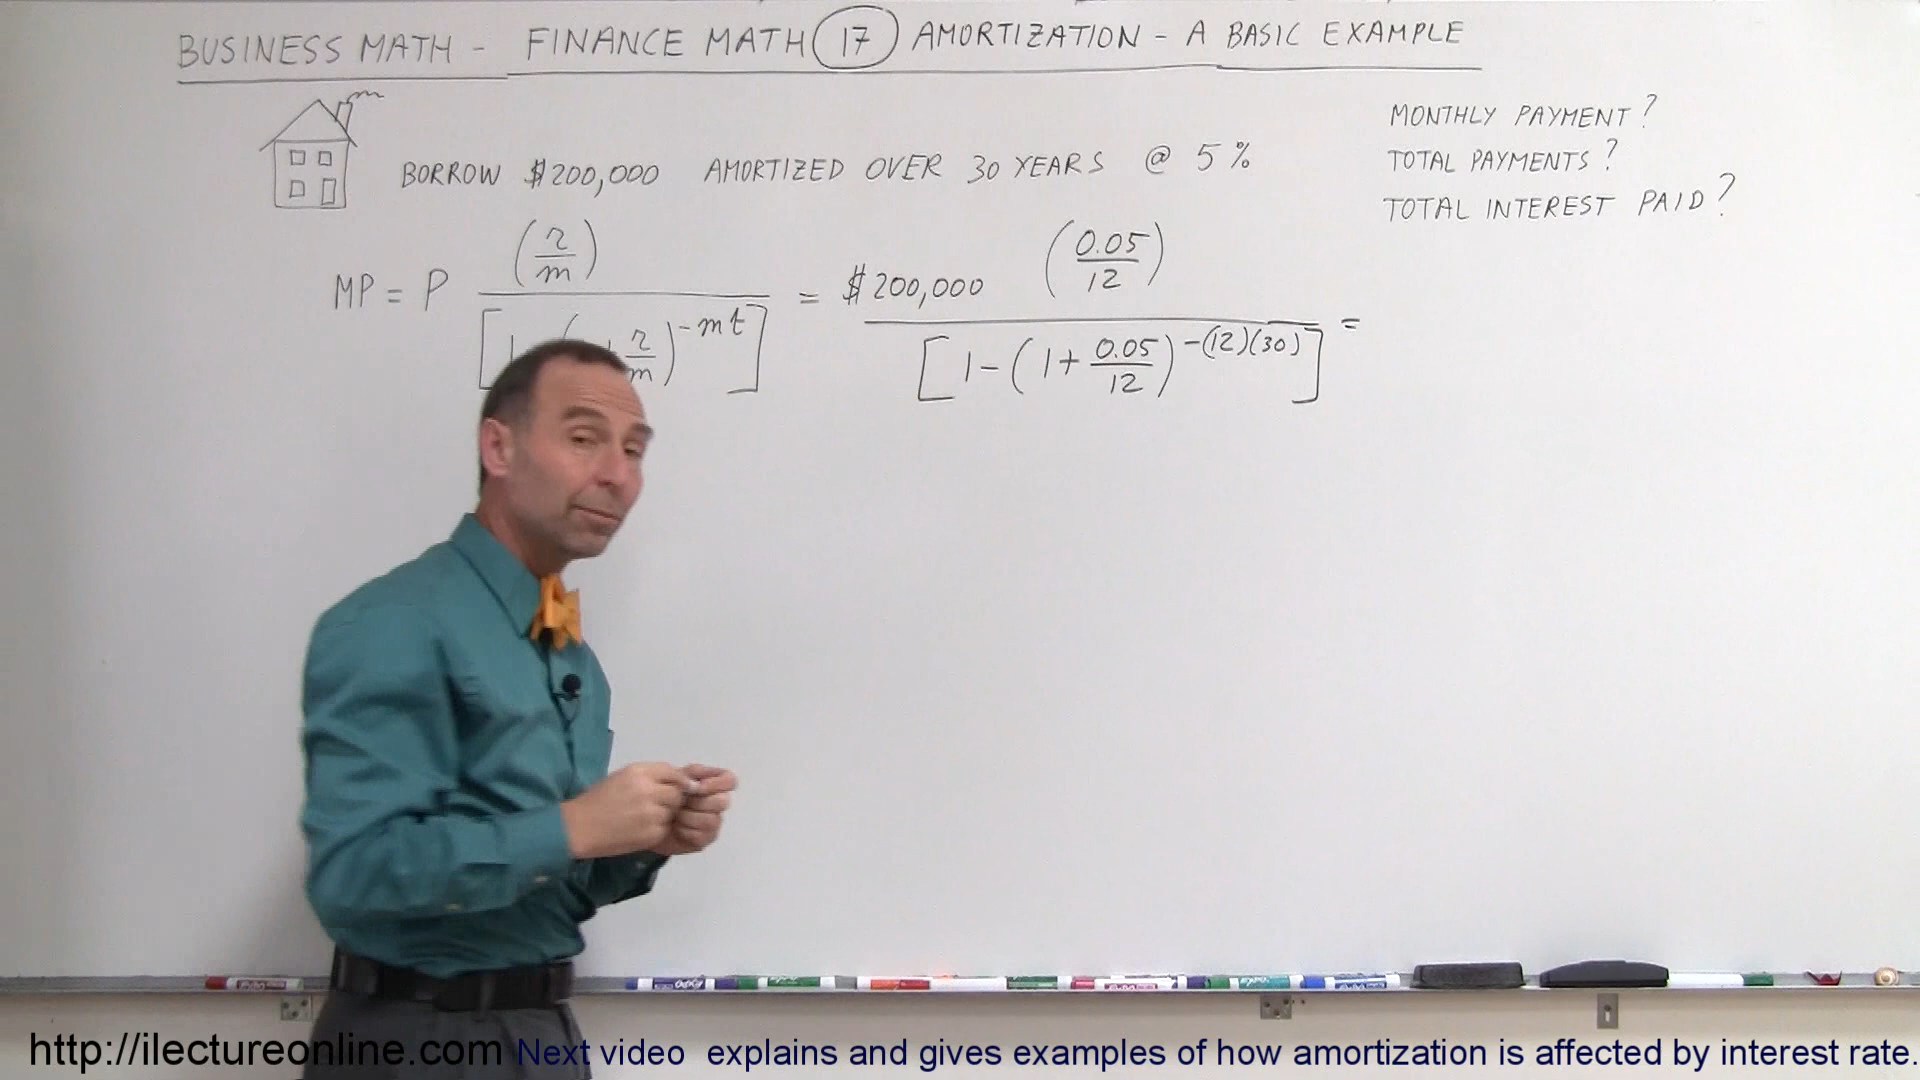 BUSINESS MATH - FINANCE MATH 17 AMORTIZATION - A BASIC EXAMPLE
MONTHLY PAYMENT?
TOTAL PAYMENTS?
TOTAL INTEREST PAID?
BORROW $200,000 AMORTIZED OVER 30 YEARS @ 5%
MP = P (r/m) / [1 ( + r/m)^-mt] = $200,000 (0.05/12) / [1-(1+0.05/12)^-(12)(30)] =
http://ilectureonline.com Next video explains and gives examples of how amortization is affected by interest rate.